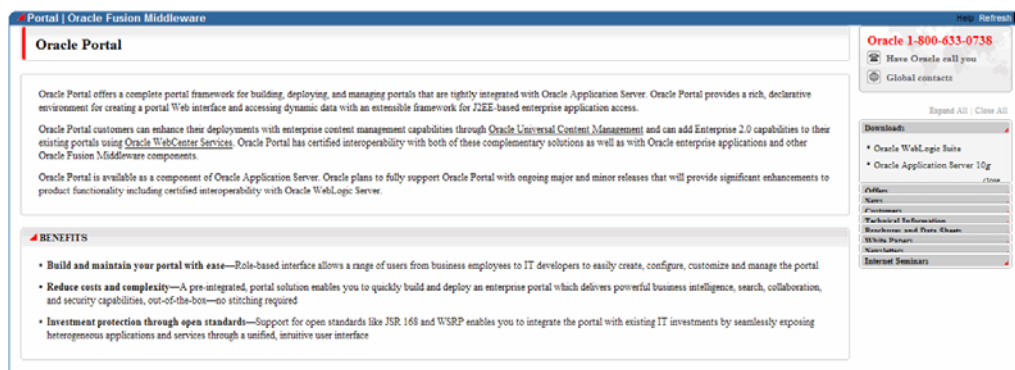 Portal | Oracle Fusion Middleware
Help Refresh
Oracle Portal
Oracle Portal offers a complete portal framework for building, deploying, and managing portals that are tightly integrated with Oracle Application Server. Oracle Portal provides a rich, declarative
environment for creating a portal Web interface and accessing dynamic data with an extensible framework for J2EE-based enterprise application access.
Oracle Portal customers can enhance their deployments with enterprise content management capabilities through Oracle Universal Content Management and can add Enterprise 2.0 capabilities to their
existing portals using Oracle WebCenter Services. Oracle Portal has certified interoperability with both of these complementary solutions as well as with Oracle enterprise applications and other
Oracle Fusion Middleware components.
Oracle Portal is available as a component of Oracle Application Server. Oracle plans to fully support Oracle Portal with ongoing major and minor releases that will provide significant enhancements to
product functionality including certified interoperability with Oracle WebLogic Server.
BENEFITS
• Build and maintain your portal with ease—Role-based interface allows a range of users from business employees to IT developers to easily create, configure, customize and manage the portal
• Reduce costs and complexity—A pre-integrated, portal solution enables you to quickly build and deploy an enterprise portal which delivers powerful business intelligence, search, collaboration,
and security capabilities, out-of-the-box—no stitching required
• Investment protection through open standards—Support for open standards like JSR 168 and WSRP enables you to integrate the portal with existing IT investments by seamlessly exposing
heterogeneous applications and services through a unified, intuitive user interface
Oracle 1-800-633-0738
Have Oracle call you
Global contacts
Expand All | Close All
Downloads
• Oracle WebLogic Suite
• Oracle Application Server 10g
close
Offers
News
Customers
Technical Information
Brochures and Data Sheets
White Papers
Newsletters
Internet Seminars